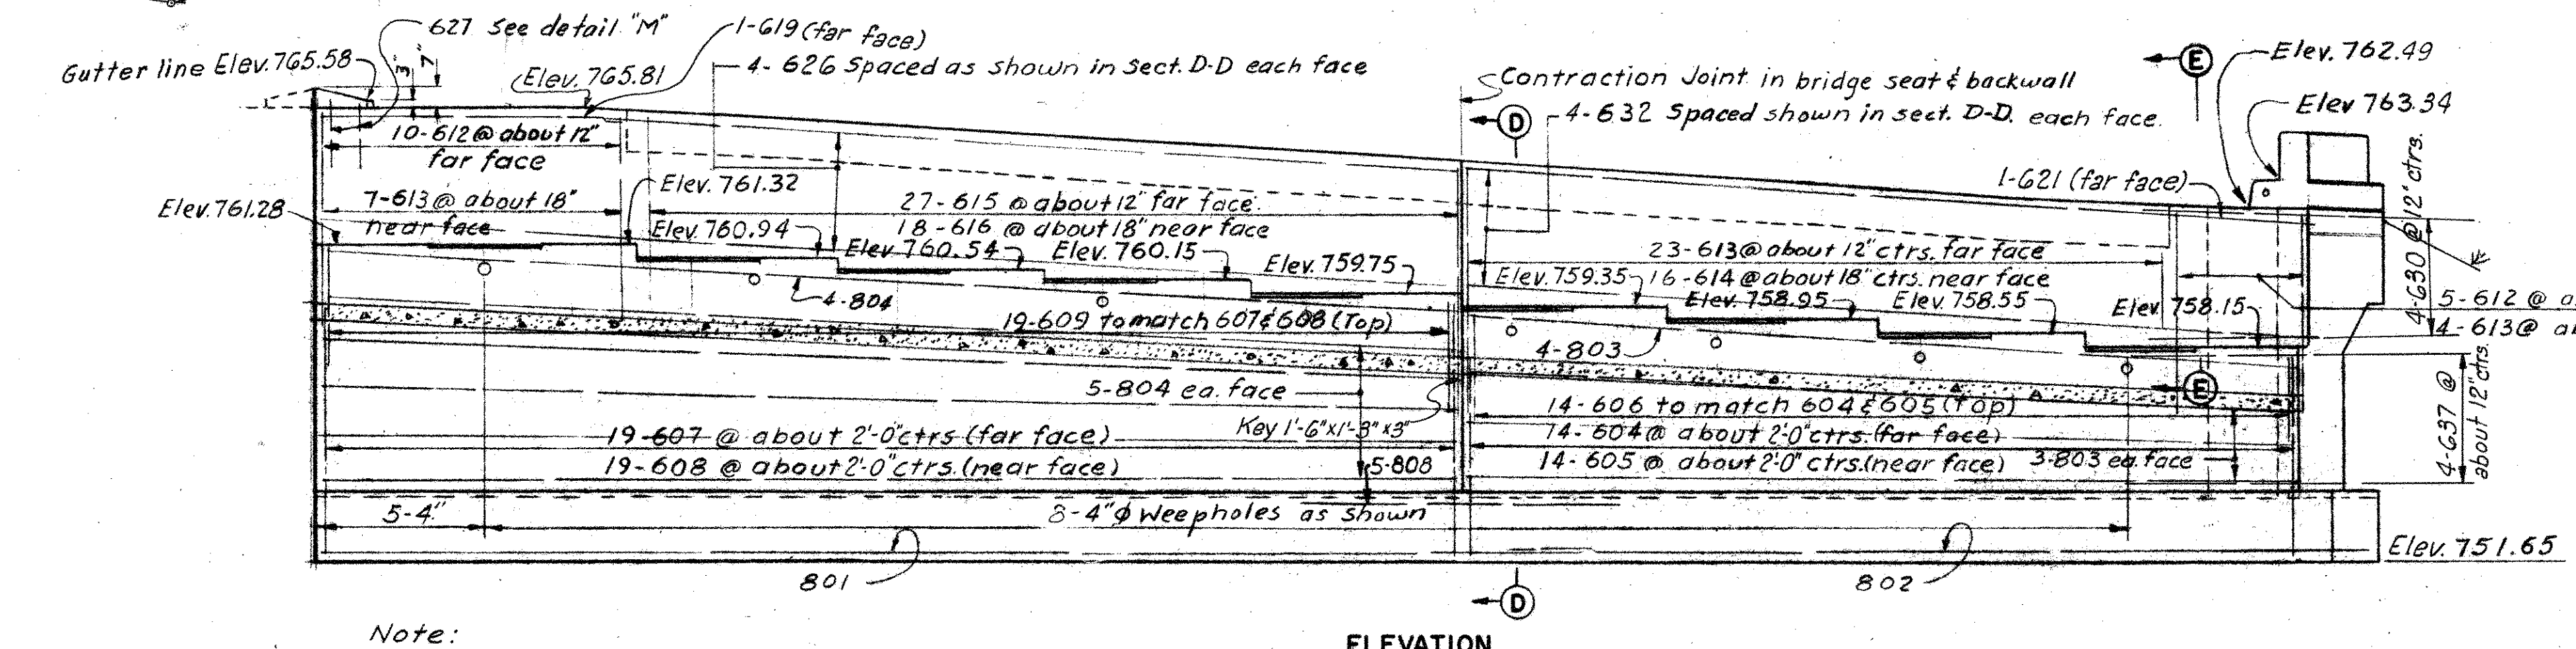 627 See detail "M"
1-619 (far face)
Gutter line Elev. 765.58
3"
7"
Elev. 765.81
4-626 Spaced as shown in Sect. D-D each face
Contraction Joint in bridge seat & backwall
4-632 Spaced shown in sect. D-D. each face.
D
E
Elev. 762.49
Elev 763.34
10-612 @ about 12"
far face
Elev. 761.28
7-613 @ about 18"
near face
Elev. 761.32
27-615 @ about 12" far face
18-616 @ about 18" near face
Elev. 760.94
Elev 760.54
Elev. 760.15
Elev. 759.75
1-621 (far face)
23-613 @ about 12" ctrs. far face
Elev. 759.35
16-614 @ about 18" ctrs. near face
Elev. 758.95
Elev. 758.55
Elev. 758.15
4-630 @ 12" ctrs.
5-612 @
4-613 @
4-804
19-609 to match 607 & 608 (Top)
4-803
5-804 ea. face
Key 1'-6"x1'-3"x3"
E
14-606 to match 604 & 605 (Top)
19-607 @ about 2'-0" ctrs (far face)
19-608 @ about 2'-0" ctrs. (near face)
5-808
14-604 @ about 2'-0" ctrs. (far face)
14-605 @ about 2'-0" ctrs. (near face)
3-803 ea. face
4-637 @
about 12" ctrs.
5-4"
8-4" φ Weepholes as shown
801
802
Elev. 751.65
D
Note:
ELEVATION